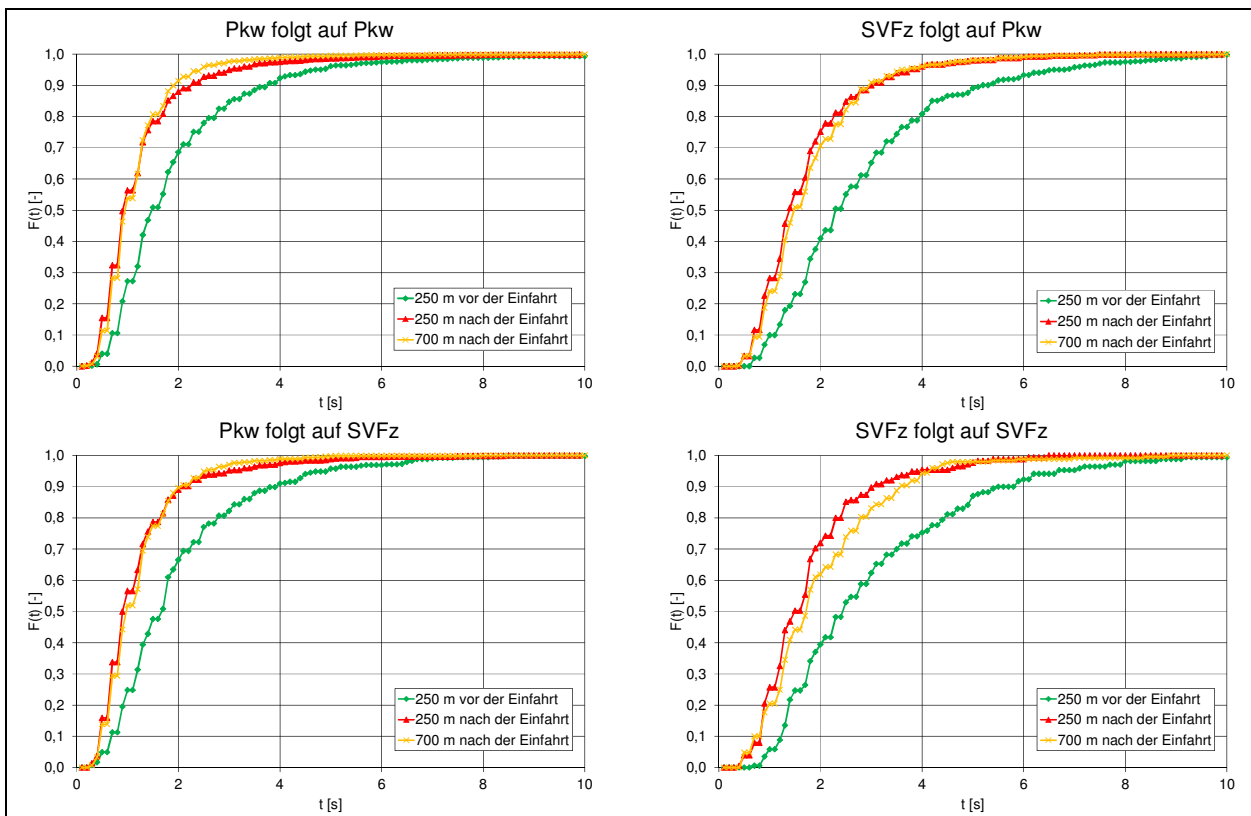 Pkw folgt auf Pkw
1,0
0,9
0,8
0,7
0,6
0,5
0,4
0,3
0,2
0,1
0,0
F(t) [-]
250 m vor der Einfahrt
250 m nach der Einfahrt
700 m nach der Einfahrt
0 2 4 6 8 10
t [s]
SVFz folgt auf Pkw
1,0
0,9
0,8
0,7
0,6
0,5
0,4
0,3
0,2
0,1
0,0
F(t) [-]
250 m vor der Einfahrt
250 m nach der Einfahrt
700 m nach der Einfahrt
0 2 4 6 8 10
t [s]
Pkw folgt auf SVFz
1,0
0,9
0,8
0,7
0,6
0,5
0,4
0,3
0,2
0,1
0,0
F(t) [-]
250 m vor der Einfahrt
250 m nach der Einfahrt
700 m nach der Einfahrt
0 2 4 6 8 10
t [s]
SVFz folgt auf SVFz
1,0
0,9
0,8
0,7
0,6
0,5
0,4
0,3
0,2
0,1
0,0
F(t) [-]
250 m vor der Einfahrt
250 m nach der Einfahrt
700 m nach der Einfahrt
0 2 4 6 8 10
t [s]